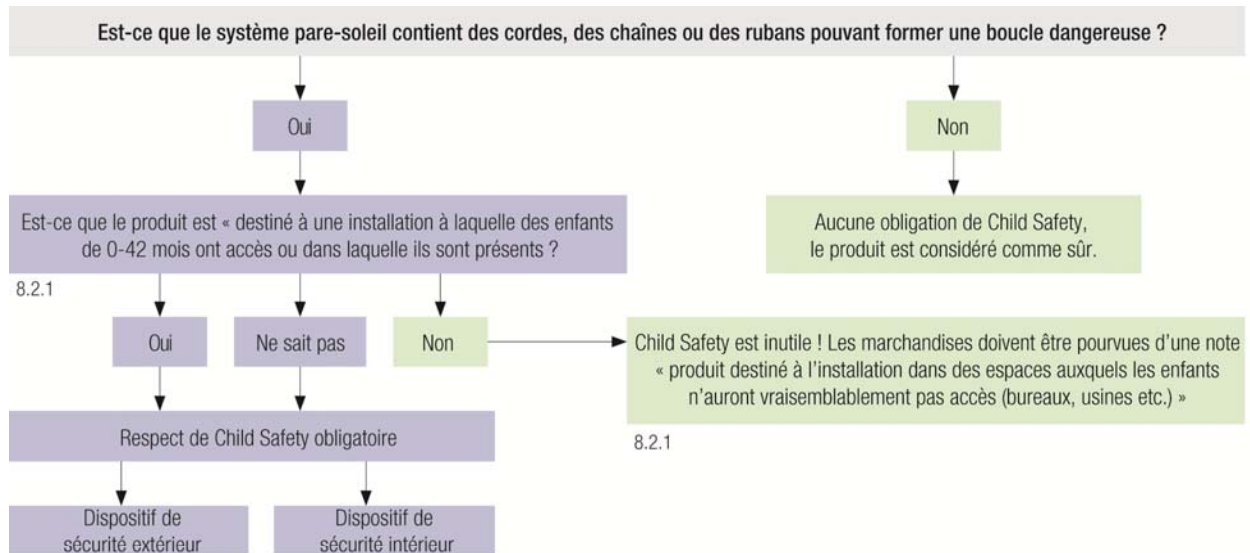 Est-ce que le système pare-soleil contient des cordes, des chaînes ou des rubans pouvant former une boucle dangereuse ?
Oui
Non
Est-ce que le produit est « destiné à une installation à laquelle des enfants
de 0-42 mois ont accès ou dans laquelle ils sont présents ?
8.2.1
Aucune obligation de Child Safety,
le produit est considéré comme sûr.
Oui
Ne sait pas
Non
Child Safety est inutile ! Les marchandises doivent être pourvues d'une note
« produit destiné à l'installation dans des espaces auxquels les enfants
n'auront vraisemblablement pas accès (bureaux, usines etc.) »
8.2.1
Respect de Child Safety obligatoire
Dispositif de
sécurité extérieur
Dispositif de
sécurité intérieur